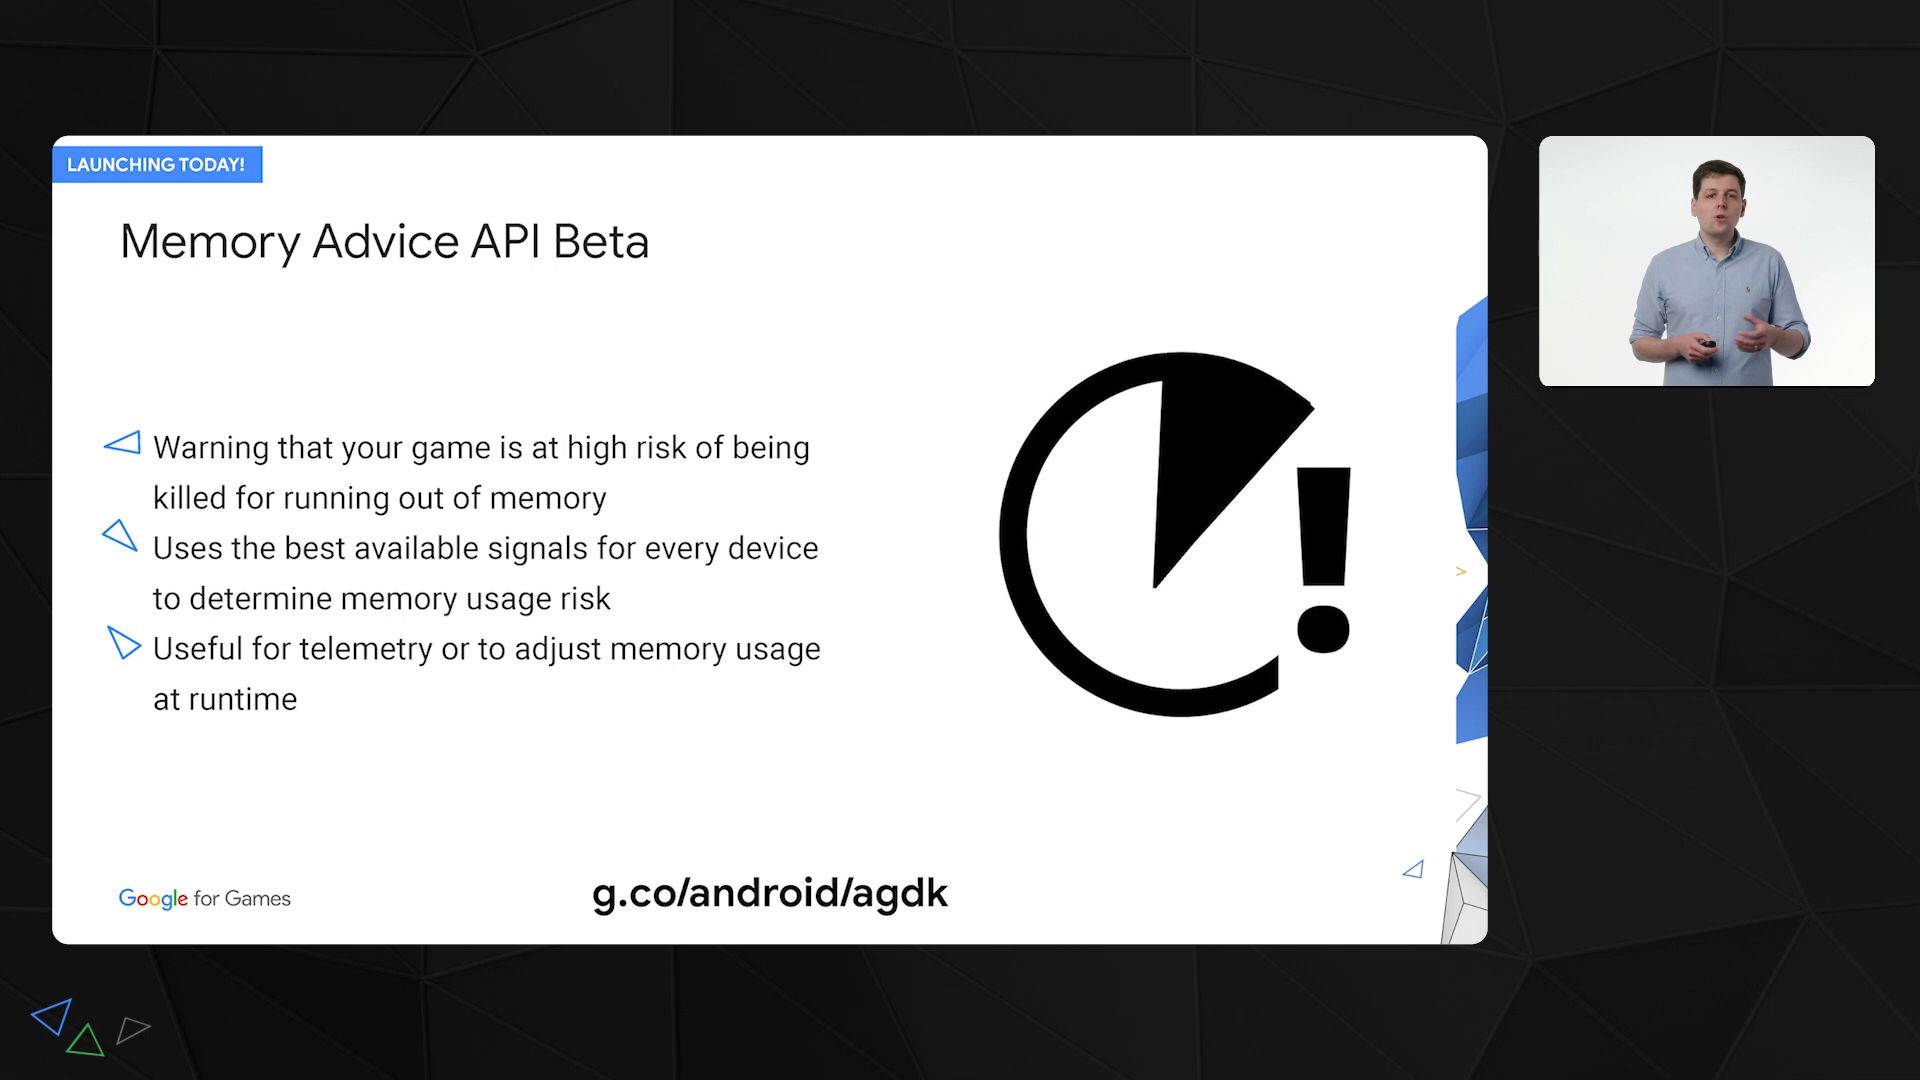 LAUNCHING TODAY!
Memory Advice API Beta
Warning that your game is at high risk of being
killed for running out of memory
Uses the best available signals for every device
to determine memory usage risk
Useful for telemetry or to adjust memory usage
at runtime
Google for Games
g.co/android/agdk